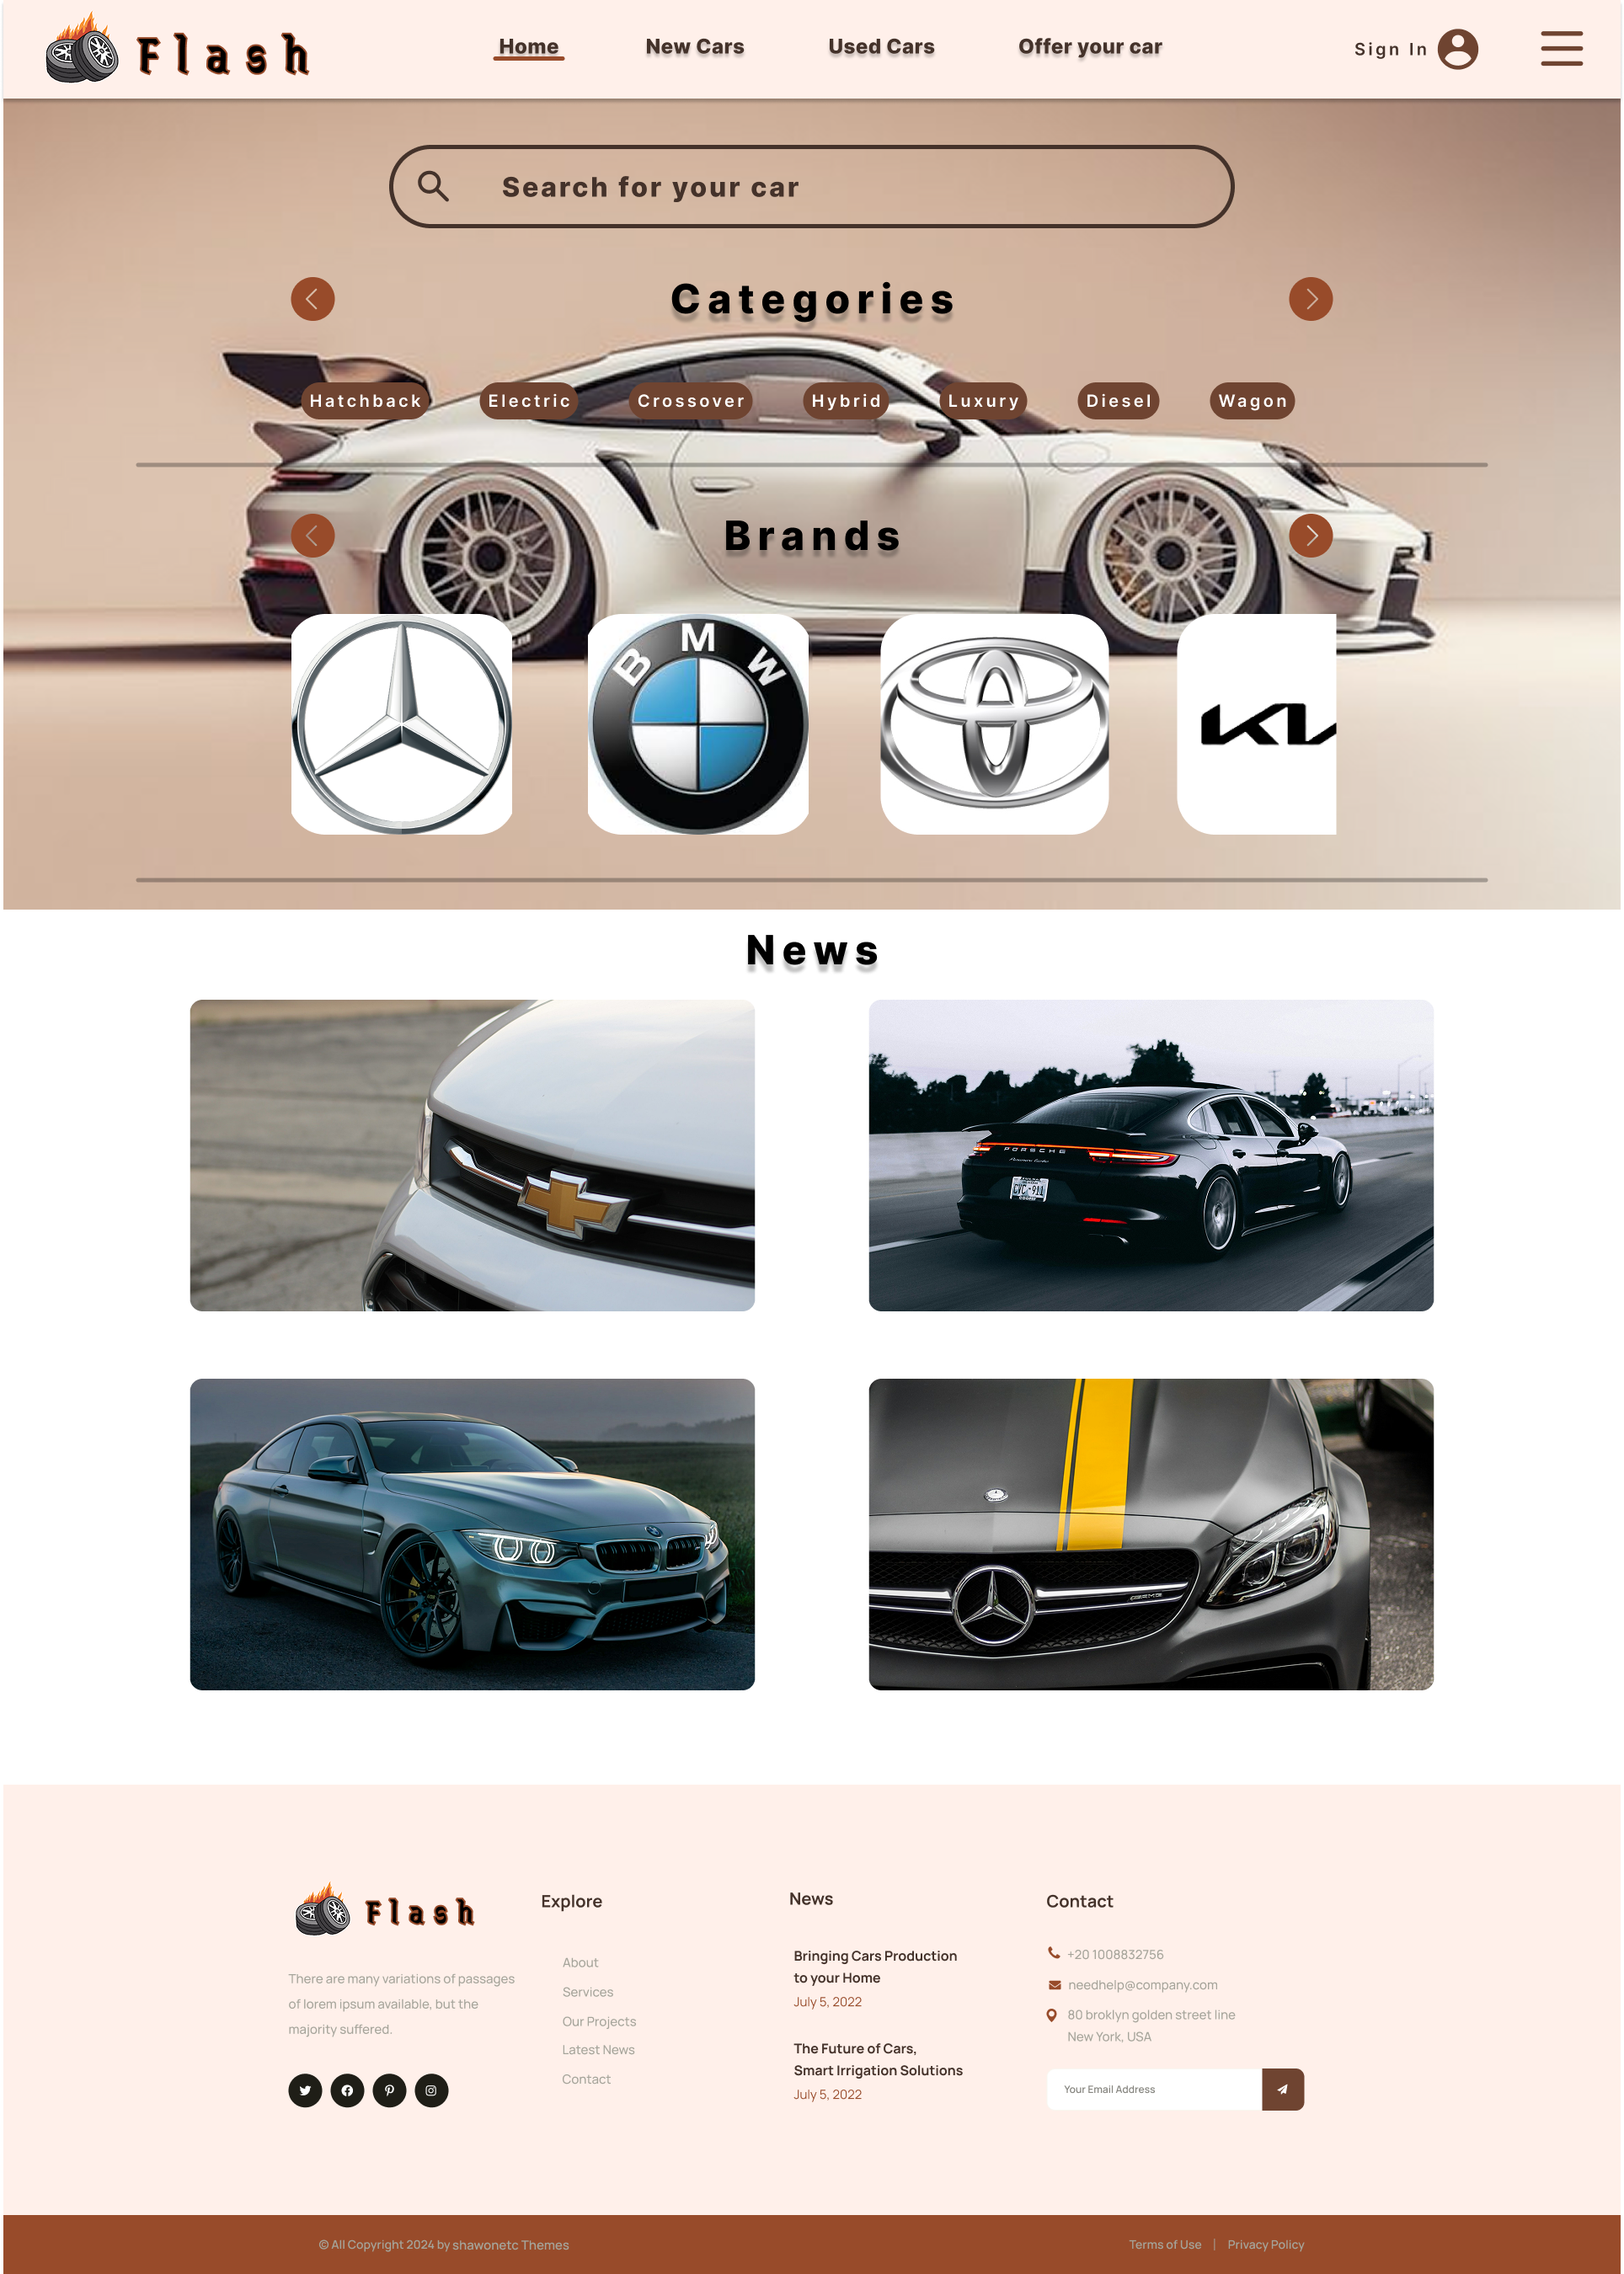 Flash
Home
New Cars
Used Cars
Offer your car
Sign In
Search for your car
Categories
Hatchback
Electric
Crossover
Hybrid
Luxury
Diesel
Wagon
Brands
BMW
News
PORSCHE
AMG
Flash
There are many variations of passages
of lorem ipsum available, but the
majority suffered.
Explore
About
Services
Our Projects
Latest News
Contact
News
Bringing Cars Production
to your Home
July 5, 2022
The Future of Cars,
Smart Irrigation Solutions
July 5, 2022
Contact
+20 1008832756
needhelp@company.com
80 broklyn golden street line
New York, USA
Your Email Address
© All Copyright 2024 by shawonetc Themes
Terms of Use | Privacy Policy